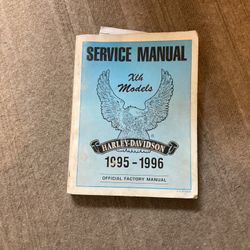 SERVICE MANUAL
Xlh
Models
HARLEY-DAVIDSON
1995-1996
OFFICIAL FACTORY MANUAL